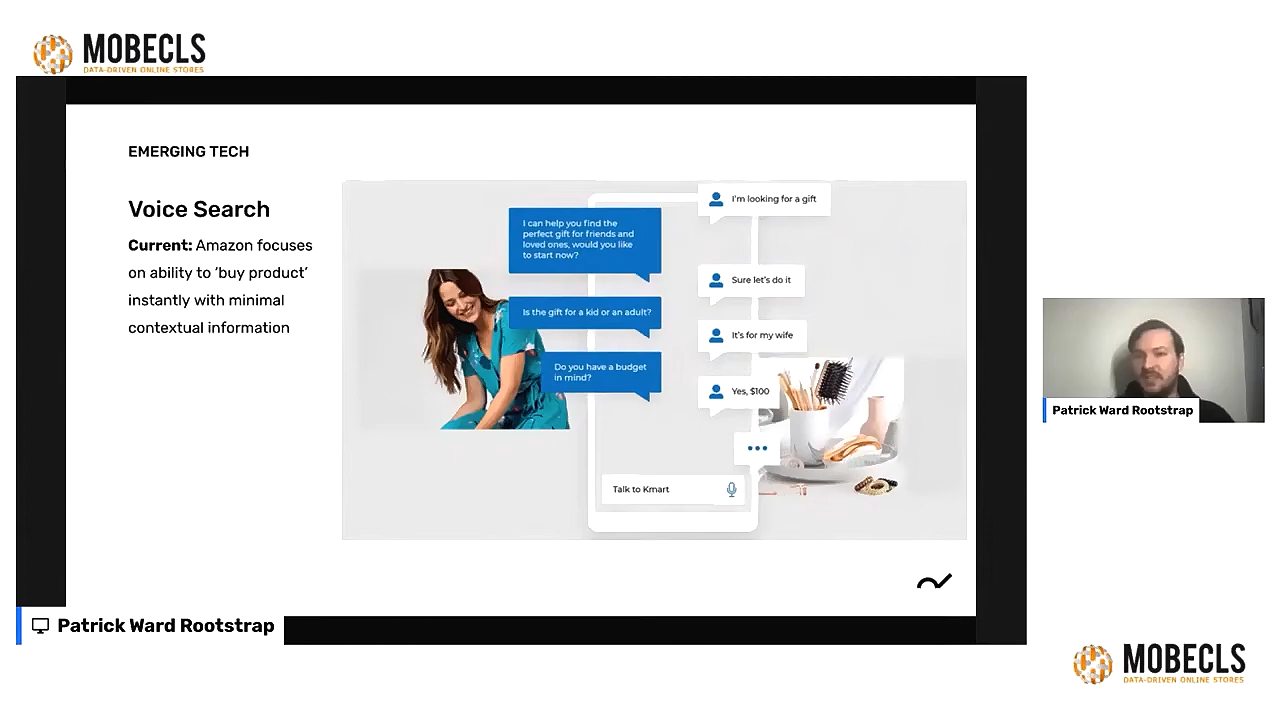 MOBECLS
DATA-DRIVEN ONLINE STORES
EMERGING TECH
Voice Search
Current: Amazon focuses
on ability to ‘buy product’
instantly with minimal
contextual information
I'm looking for a gift
I can help you find the
perfect gift for friends and
loved ones, would you like
to start now?
Sure let's do it
Is the gift for a kid or an adult?
It's for my wife
Do you have a budget
in mind?
Yes, $100
Talk to Kmart
Patrick Ward Rootstrap
Patrick Ward Rootstrap
MOBECLS
DATA-DRIVEN ONLINE STORES